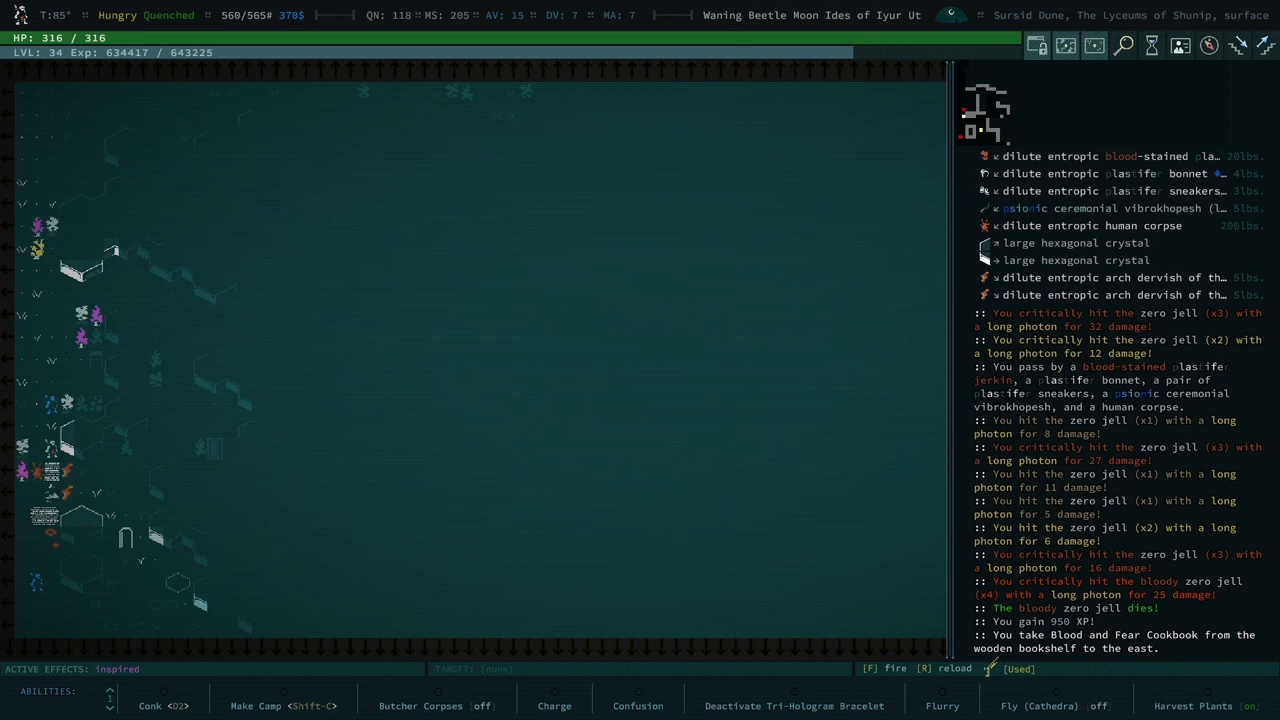 T:85° Hungry Quenched :: 560/565# 370$ QN: 118 :: MS: 205 :: AV: 15 :: DV: 7 :: MA: 7 Waning Beetle Moon Ides of Iyur Ut :: Sursid Dune, The Lyceums of Shunip, surface
HP: 316 / 316
LVL: 34 Exp: 634417 / 643225
dilute entropic blood-stained pla… 20lbs.
dilute entropic plastifer bonnet ♦… 4lbs.
dilute entropic plastifer sneakers… 3lbs.
psionic ceremonial vibrokhopesh (l… 5lbs.
dilute entropic human corpse 200lbs.
large hexagonal crystal
large hexagonal crystal
dilute entropic arch dervish of th… 5lbs.
dilute entropic arch dervish of th… 5lbs.
:: You critically hit the zero jell (x3) with
a long photon for 32 damage!
:: You critically hit the zero jell (x2) with
a long photon for 12 damage!
:: You pass by a blood-stained plastifer
jerkin, a plastifer bonnet, a pair of
plastifer sneakers, a psionic ceremonial
vibrokhopesh, and a human corpse.
:: You hit the zero jell (x1) with a long
photon for 8 damage!
:: You critically hit the zero jell (x3) with
a long photon for 27 damage!
:: You hit the zero jell (x1) with a long
photon for 11 damage!
:: You hit the zero jell (x1) with a long
photon for 5 damage!
:: You hit the zero jell (x2) with a long
photon for 6 damage!
:: You critically hit the zero jell (x3) with
a long photon for 16 damage!
:: You critically hit the bloody zero jell
(x4) with a long photon for 25 damage!
:: The bloody zero jell dies!
:: You gain 950 XP!
:: You take Blood and Fear Cookbook from the
wooden bookshelf to the east.
ACTIVE EFFECTS: inspired TARGET: [none] [F] fire [R] reload [Used]
ABILITIES: 1 Conk <D2> Make Camp <Shift-C> Butcher Corpses [off] Charge Confusion Deactivate Tri-Hologram Bracelet Flurry Fly (Cathedra) [off] Harvest Plants [on]